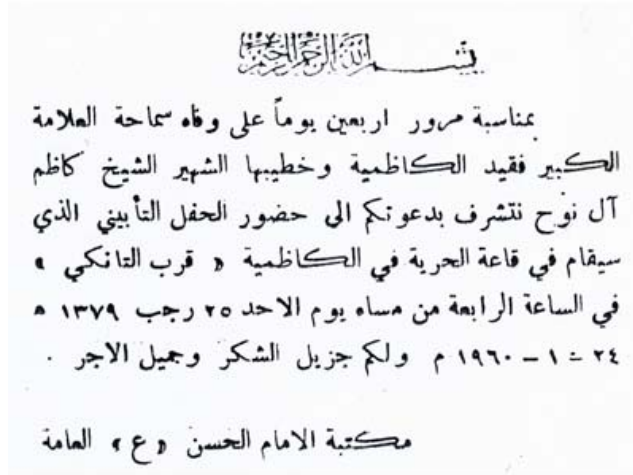 بسم الله الرحمن الرحيم
بمناسبة مرور اربعين يوماً على وفاه سماحة العلامة
الكبير فقيد الكاظمية وخطيبها الشهير الشيخ كاظم
آل نوح نتشرف بدعوتكم الى حضور الحفل التأبيني الذي
سيقام في قاعة الحرية في الكاظمية « قرب التانكي »
في الساعة الرابعة من مساء يوم الاحد ٢٥ رجب ١٣٧٩ ه
٢٤ - ١ - ١٩٦٠ م ولكم جزيل الشكر وجميل الاجر .
مكتبة الامام الحسن « ع » العامة